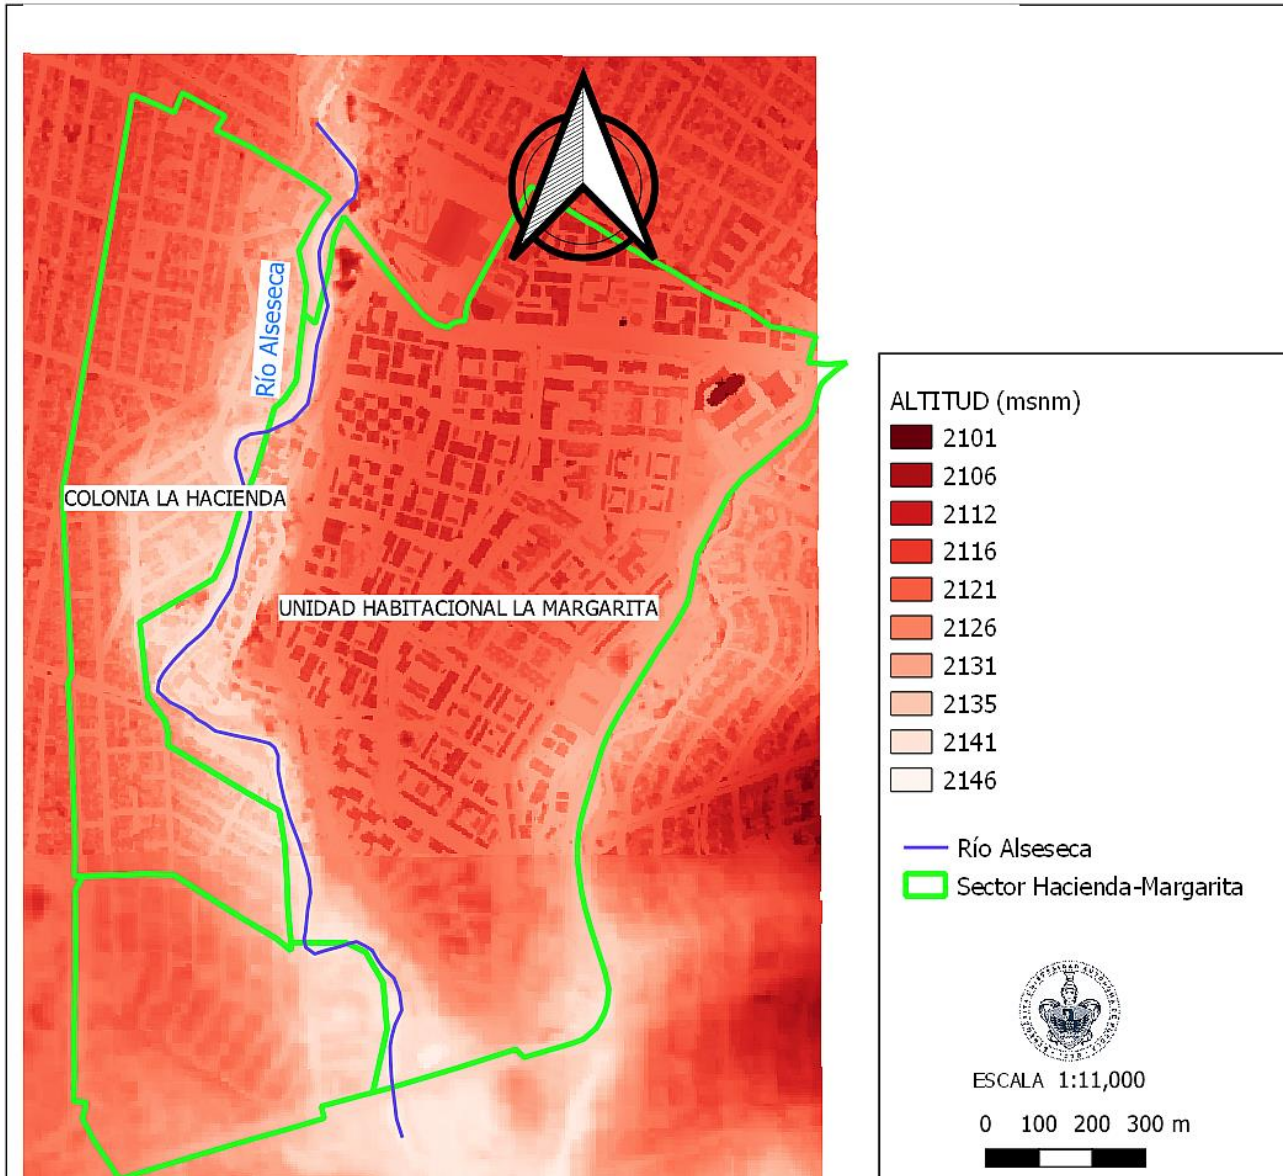 Río Alseseca
COLONIA LA HACIENDA
UNIDAD HABITACIONAL LA MARGARITA
ALTITUD (msnm)
2101
2106
2112
2116
2121
2126
2131
2135
2141
2146
Río Alseseca
Sector Hacienda-Margarita
ESCALA 1:11,000
0 100 200 300 m